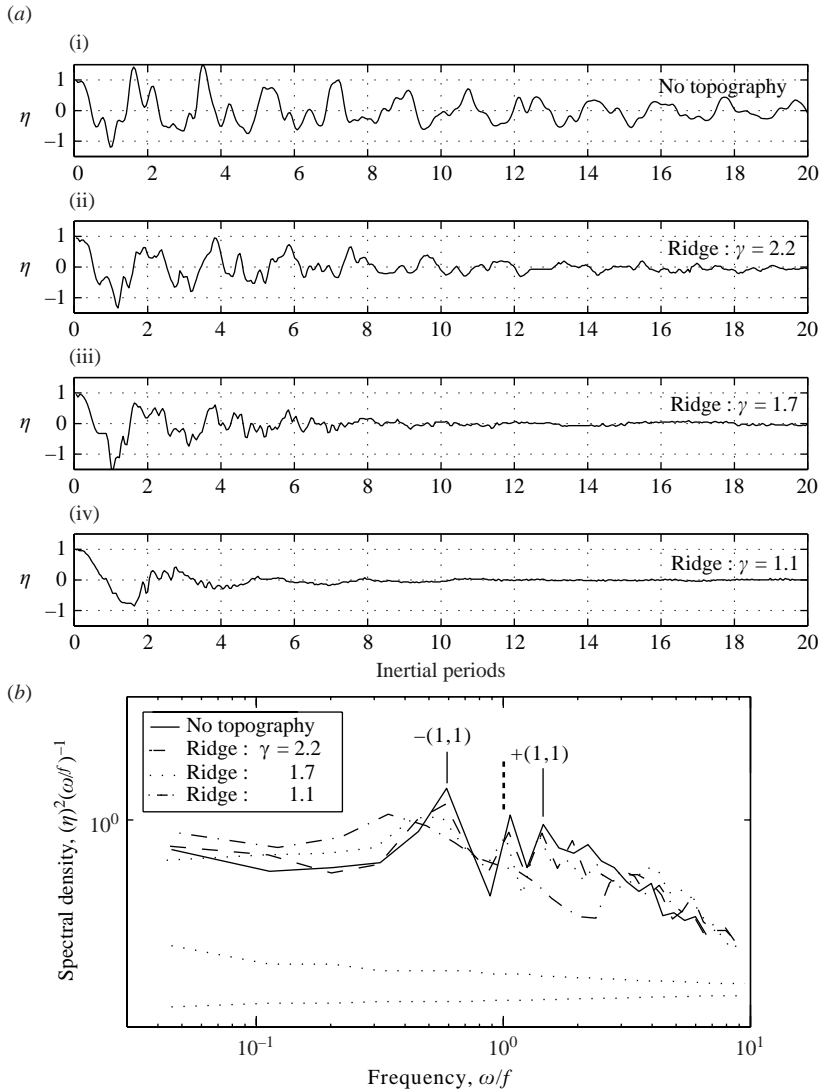 (a)
(i)
1
0
−1
η
No topography
0 2 4 6 8 10 12 14 16 18 20
(ii)
1
0
−1
η
Ridge : γ = 2.2
0 2 4 6 8 10 12 14 16 18 20
(iii)
1
0
−1
η
Ridge : γ = 1.7
0 2 4 6 8 10 12 14 16 18 20
(iv)
1
0
−1
η
Ridge : γ = 1.1
0 2 4 6 8 10 12 14 16 18 20
Inertial periods
(b)
No topography
Ridge : γ = 2.2
Ridge : 1.7
Ridge : 1.1
−(1,1)
+(1,1)
Spectral density, (η)²(ω/f)⁻¹
10⁰
10⁻¹ 10⁰ 10¹
Frequency, ω/f